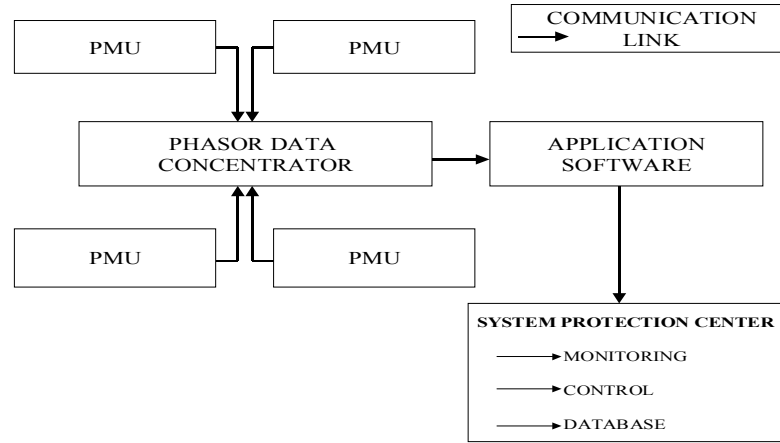 PMU
PMU
COMMUNICATION
LINK
PHASOR DATA
CONCENTRATOR
APPLICATION
SOFTWARE
PMU
PMU
SYSTEM PROTECTION CENTER
MONITORING
CONTROL
DATABASE